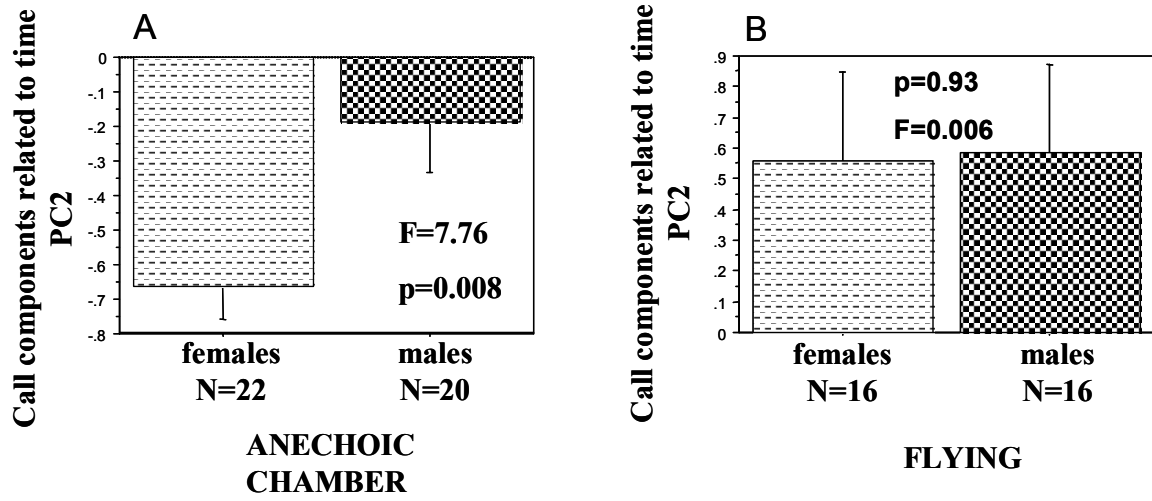 A
Call components related to time
PC2
0
-.1
-.2
-.3
-.4
-.5
-.6
-.7
-.8
F=7.76
p=0.008
females
males
N=22
N=20
ANECHOIC
CHAMBER
B
Call components related to time
PC2
.9
.8
.7
.6
.5
.4
.3
.2
.1
0
p=0.93
F=0.006
females
males
N=16
N=16
FLYING